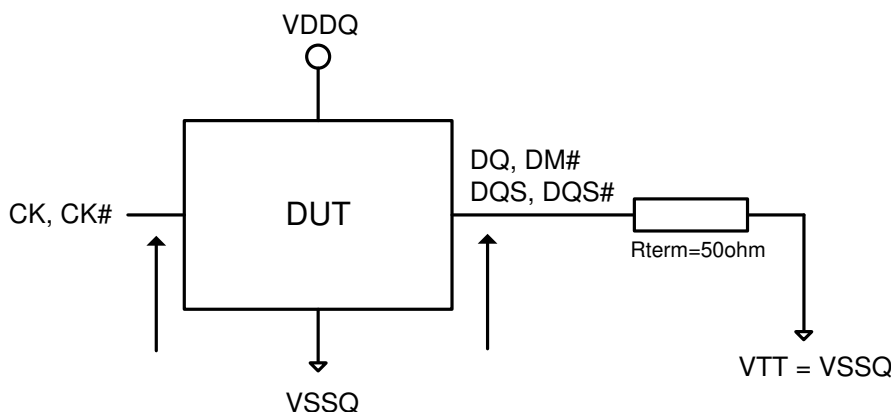 VDDQ
DQ, DM#
DQS, DQS#
CK, CK#
DUT
Rterm=50ohm
VTT = VSSQ
VSSQ